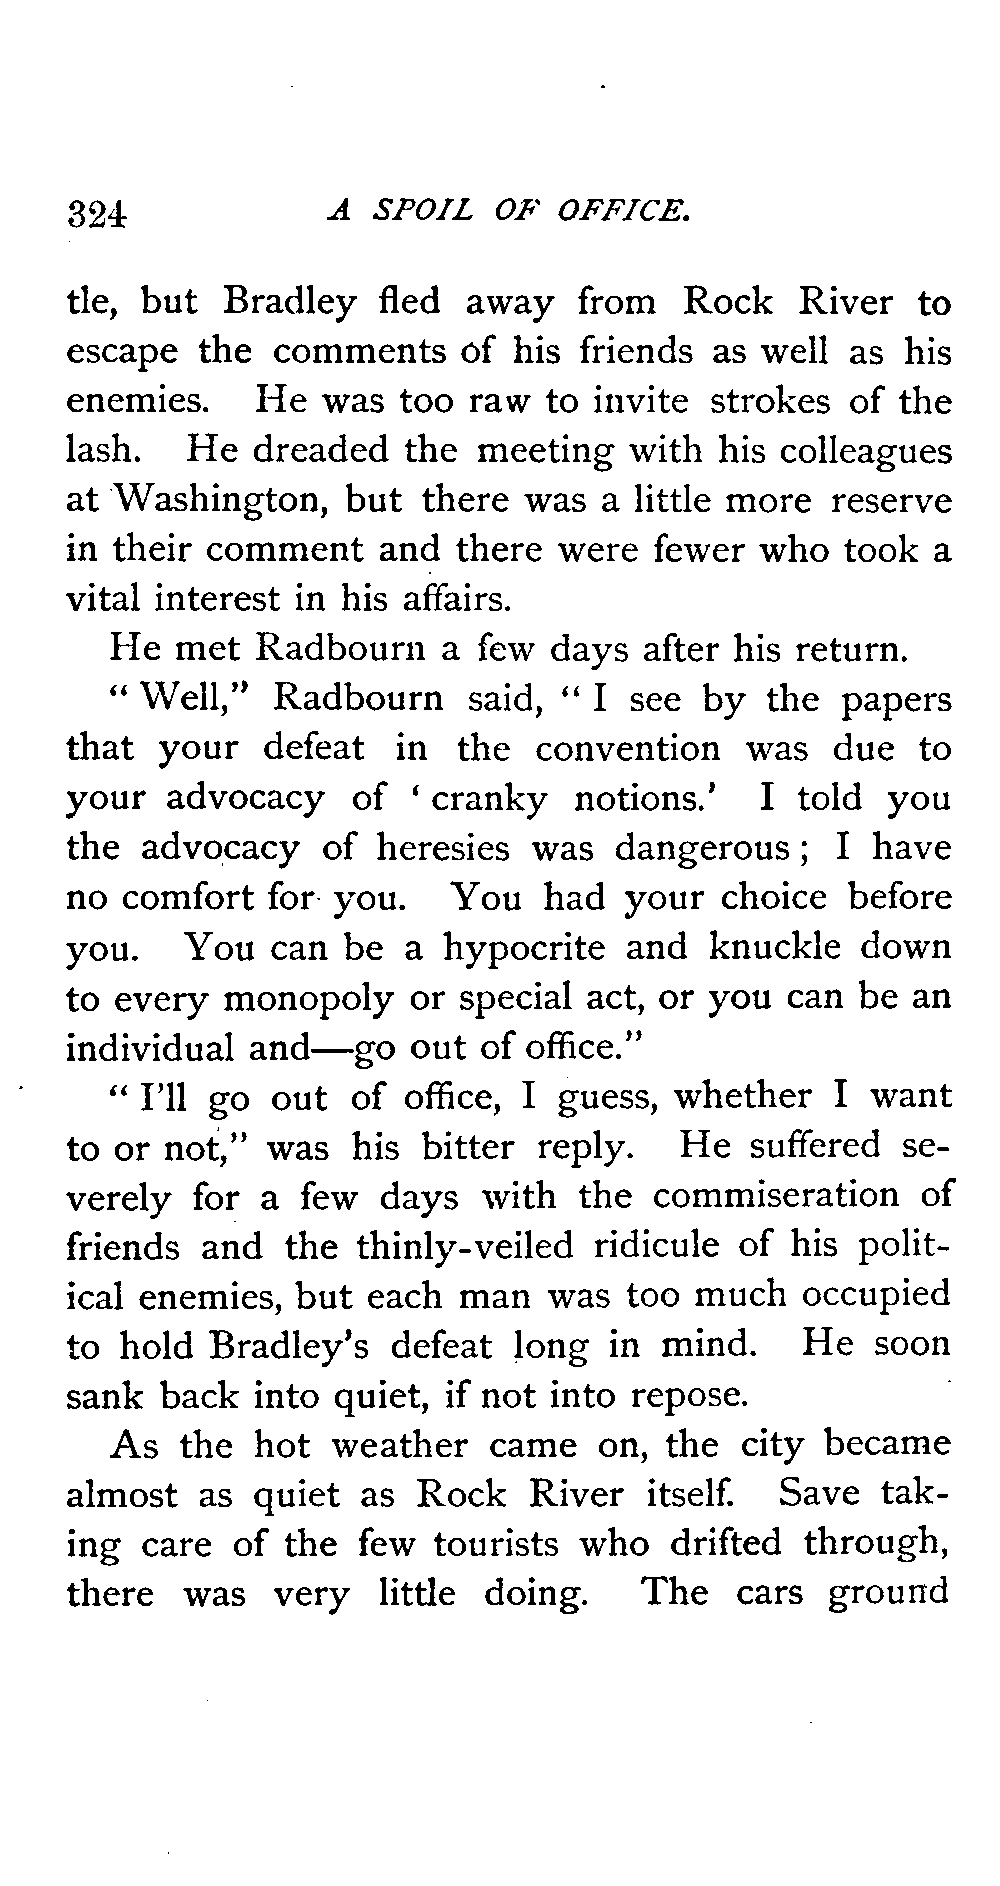 324 A SPOIL OF OFFICE.
tle, but Bradley fled away from Rock River to
escape the comments of his friends as well as his
enemies. He was too raw to invite strokes of the
lash. He dreaded the meeting with his colleagues
at Washington, but there was a little more reserve
in their comment and there were fewer who took a
vital interest in his affairs.
He met Radbourn a few days after his return.
“ Well,” Radbourn said, “ I see by the papers
that your defeat in the convention was due to
your advocacy of ‘ cranky notions.’ I told you
the advocacy of heresies was dangerous ; I have
no comfort for you. You had your choice before
you. You can be a hypocrite and knuckle down
to every monopoly or special act, or you can be an
individual and—go out of office.”
“ I’ll go out of office, I guess, whether I want
to or not,” was his bitter reply. He suffered se-
verely for a few days with the commiseration of
friends and the thinly-veiled ridicule of his polit-
ical enemies, but each man was too much occupied
to hold Bradley’s defeat long in mind. He soon
sank back into quiet, if not into repose.
As the hot weather came on, the city became
almost as quiet as Rock River itself. Save tak-
ing care of the few tourists who drifted through,
there was very little doing. The cars ground